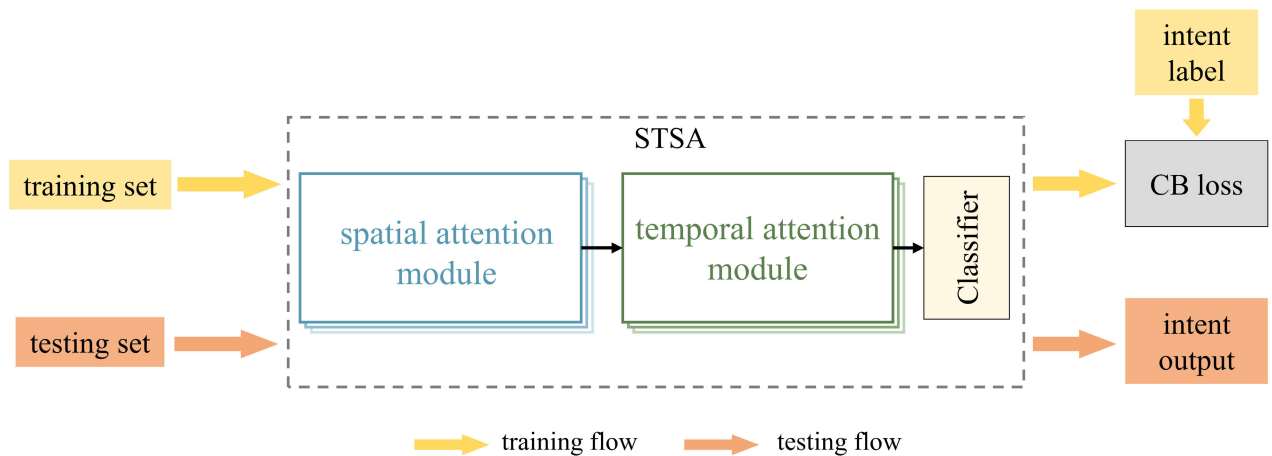 intent
label
STSA
training set
spatial attention
module
temporal attention
module
Classifier
CB loss
testing set
intent
output
training flow
testing flow